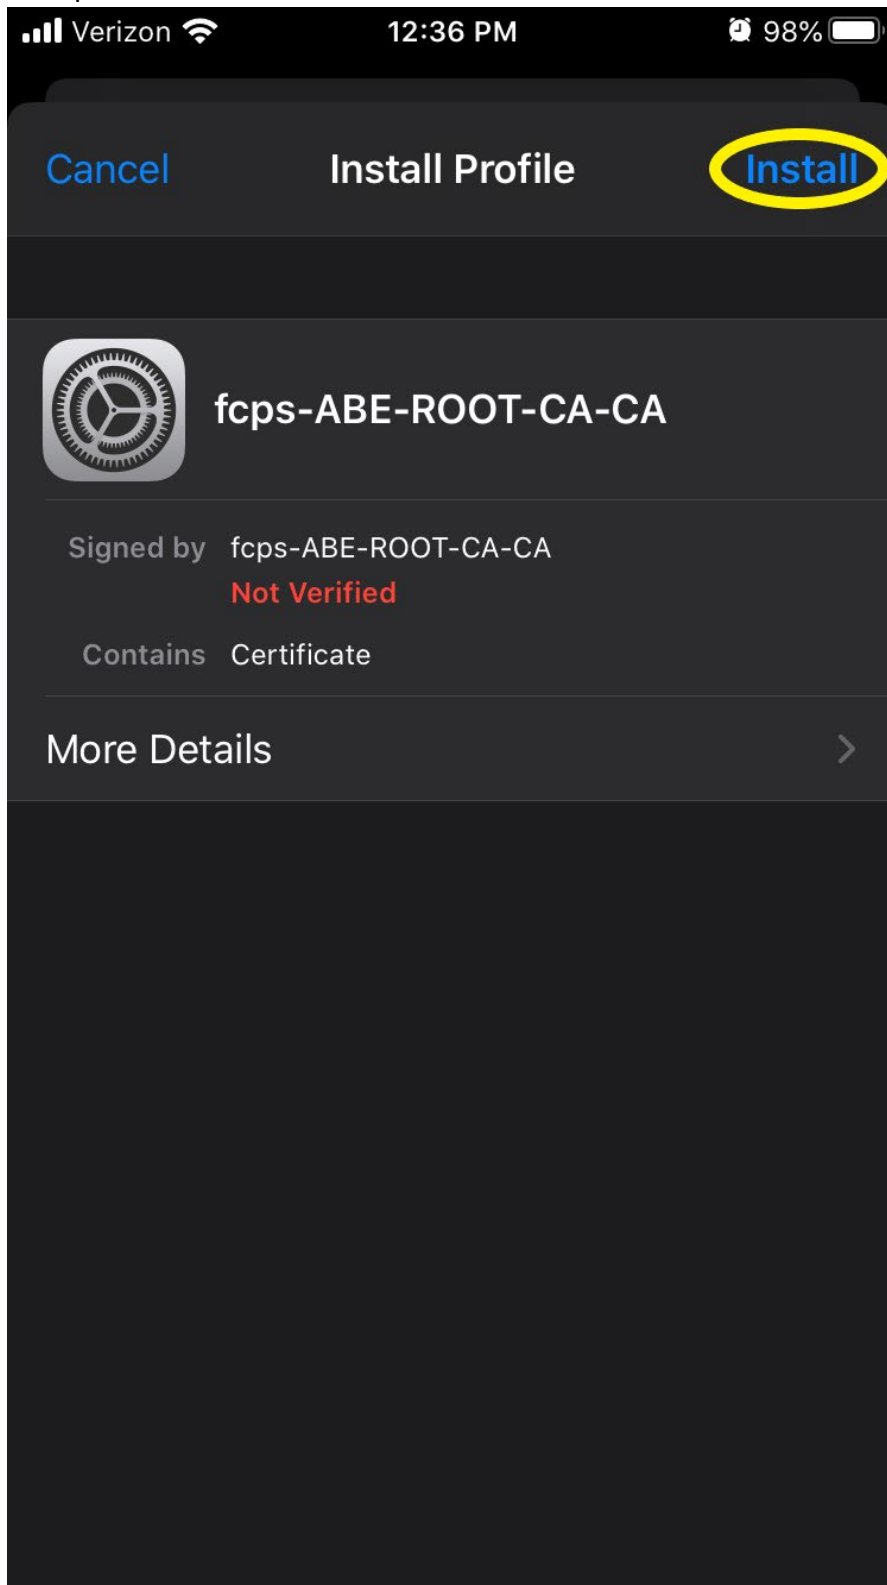 Verizon 12:36 PM 98%
Cancel Install Profile Install
fcps-ABE-ROOT-CA-CA
Signed by fcps-ABE-ROOT-CA-CA
Not Verified
Contains Certificate
More Details